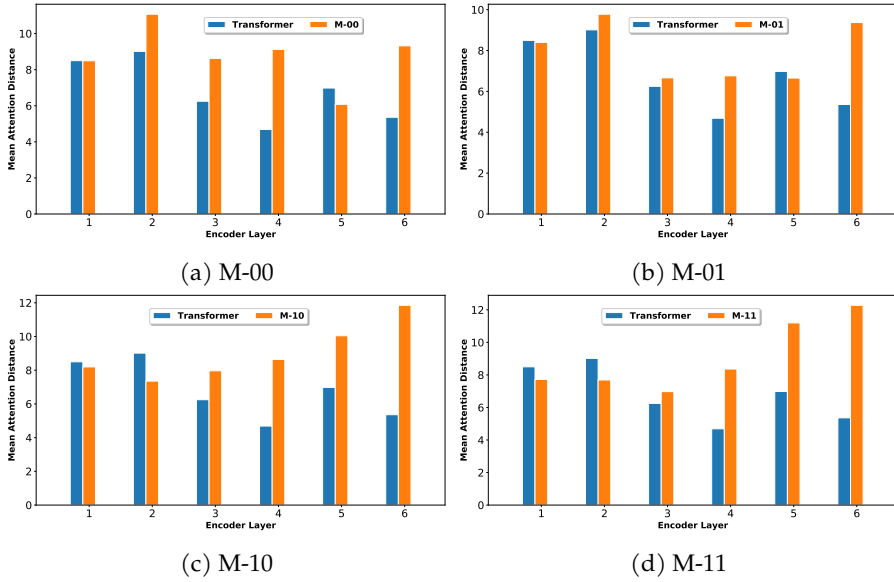 Transformer M-00
Mean Attention Distance
10
8
6
4
2
0
1 2 3 4 5 6
Encoder Layer
(a) M-00
Transformer M-01
Mean Attention Distance
10
8
6
4
2
0
1 2 3 4 5 6
Encoder Layer
(b) M-01
Transformer M-10
Mean Attention Distance
12
10
8
6
4
2
0
1 2 3 4 5 6
Encoder Layer
(c) M-10
Transformer M-11
Mean Attention Distance
12
10
8
6
4
2
0
1 2 3 4 5 6
Encoder Layer
(d) M-11